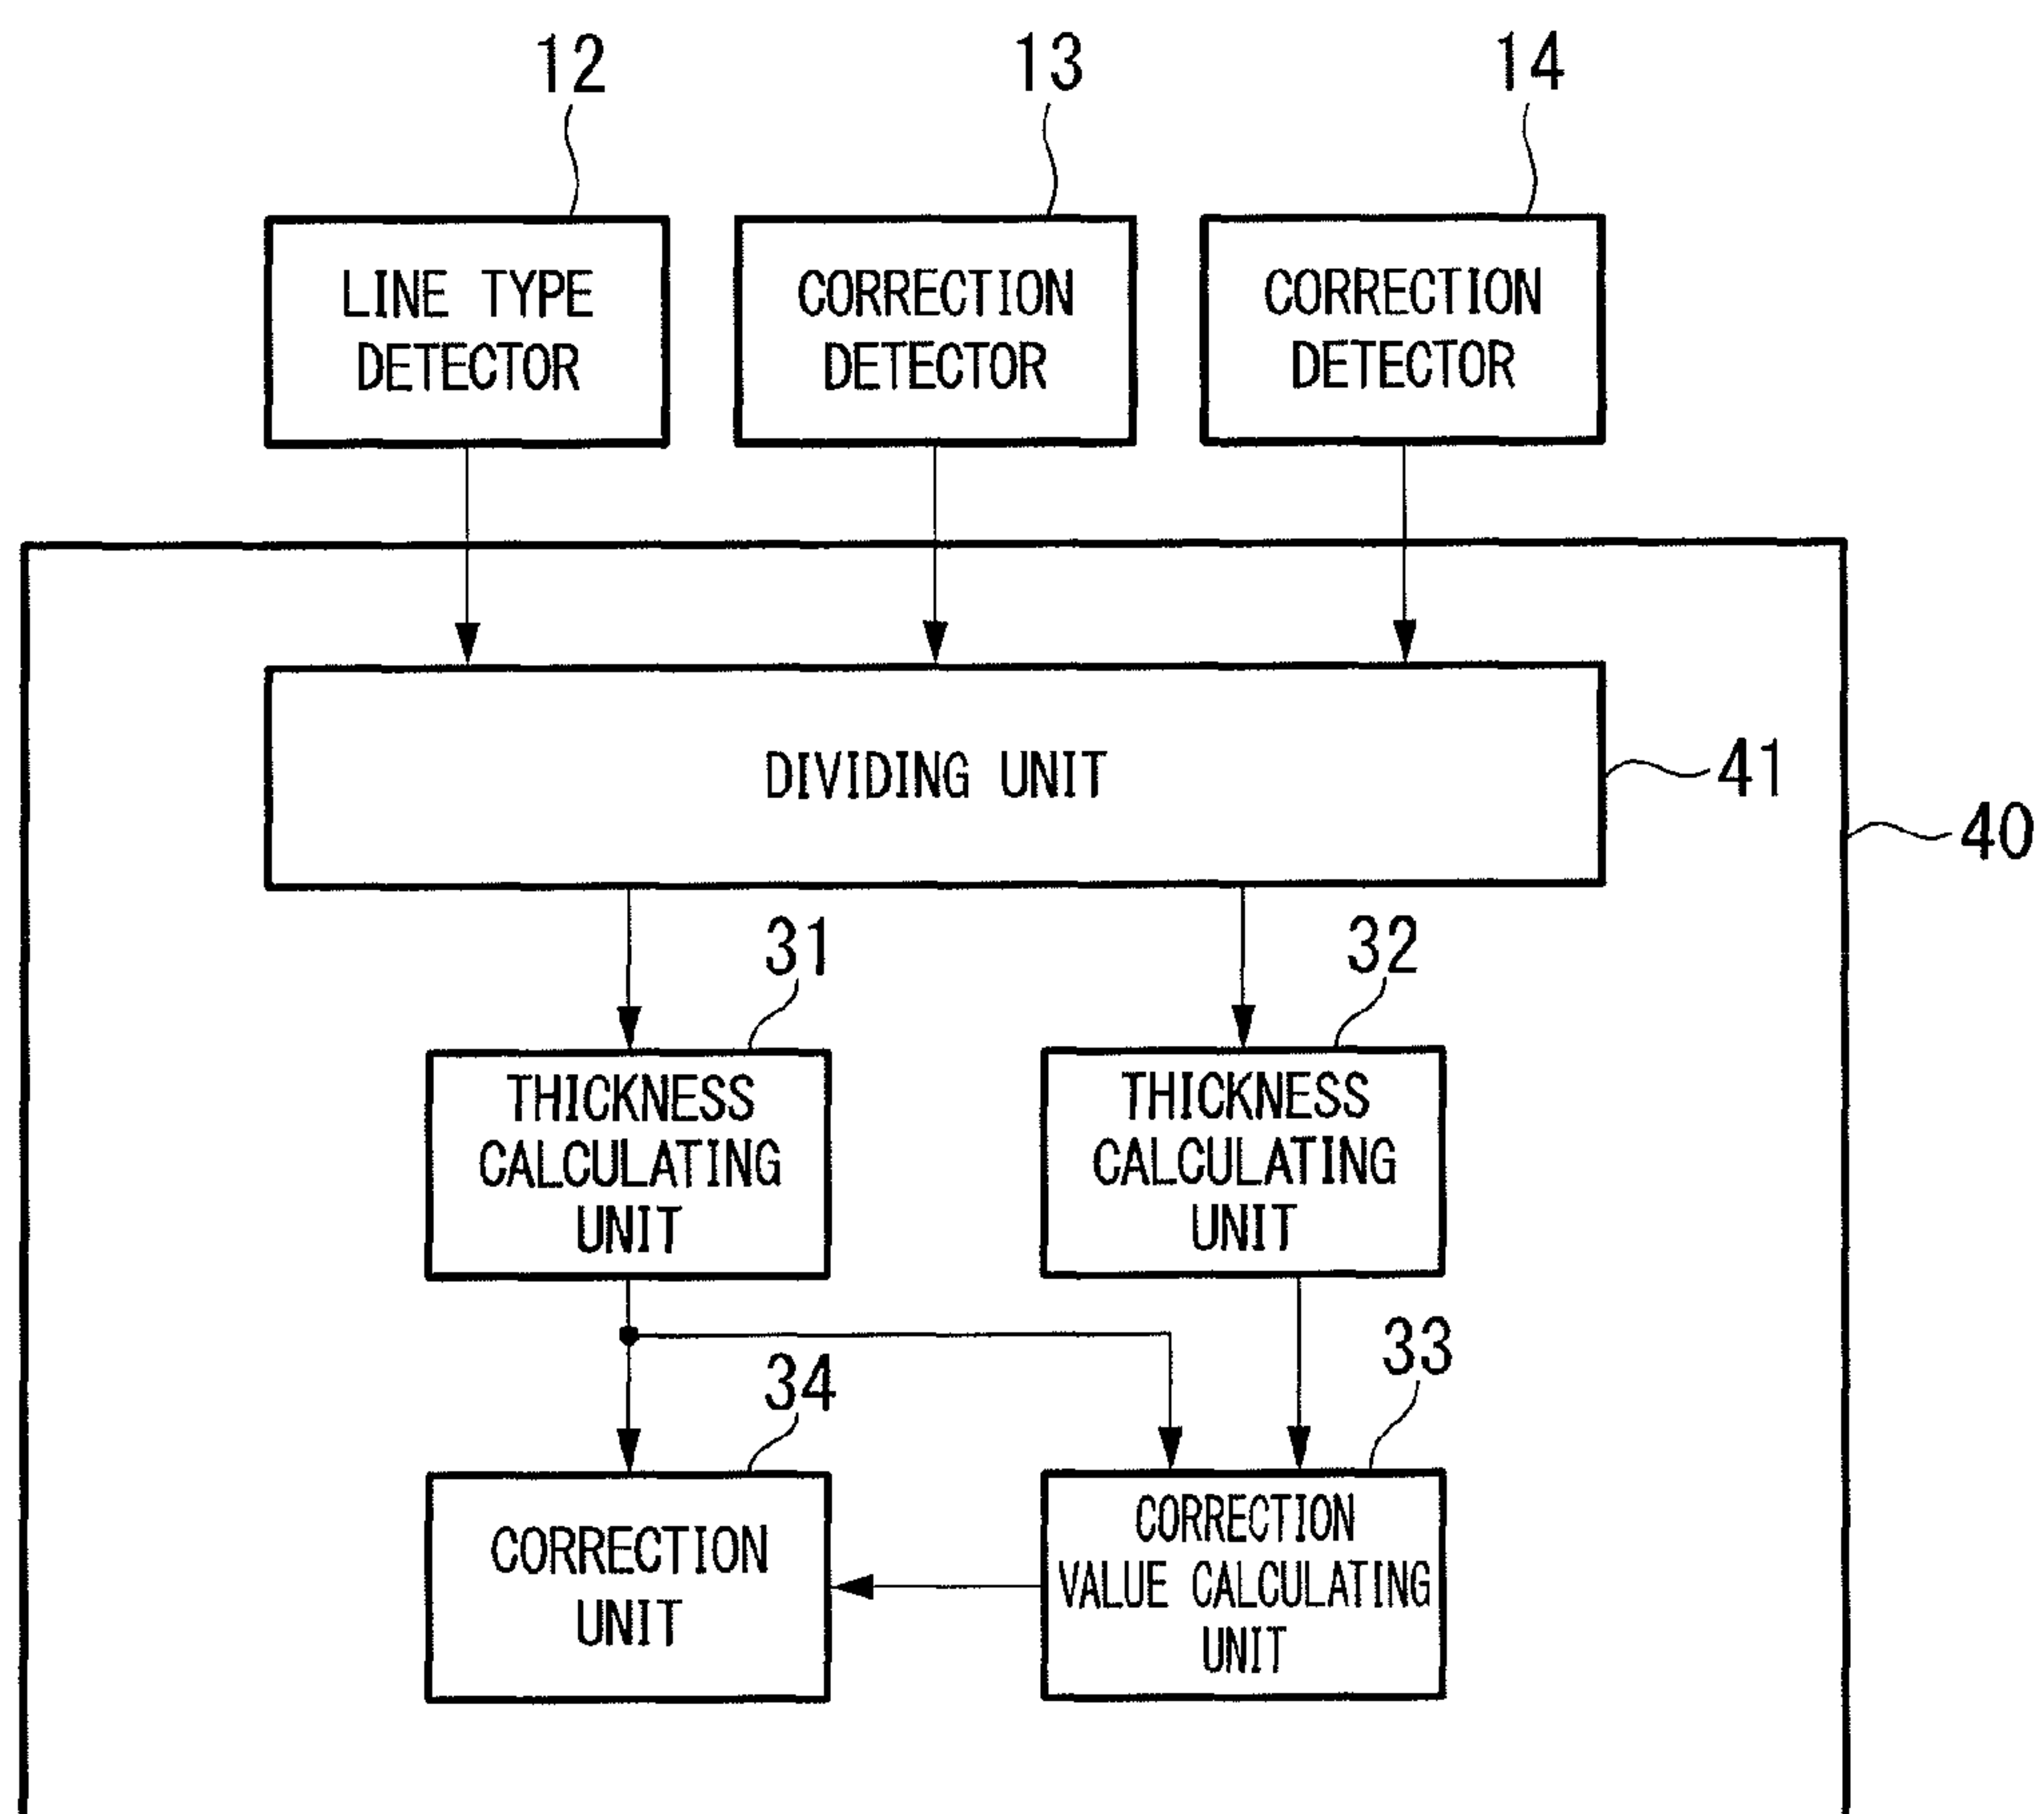 12
13
14
LINE TYPE
DETECTOR
CORRECTION
DETECTOR
CORRECTION
DETECTOR
DIVIDING UNIT
41
40
31
32
THICKNESS
CALCULATING
UNIT
THICKNESS
CALCULATING
UNIT
34
33
CORRECTION
UNIT
CORRECTION
VALUE CALCULATING
UNIT